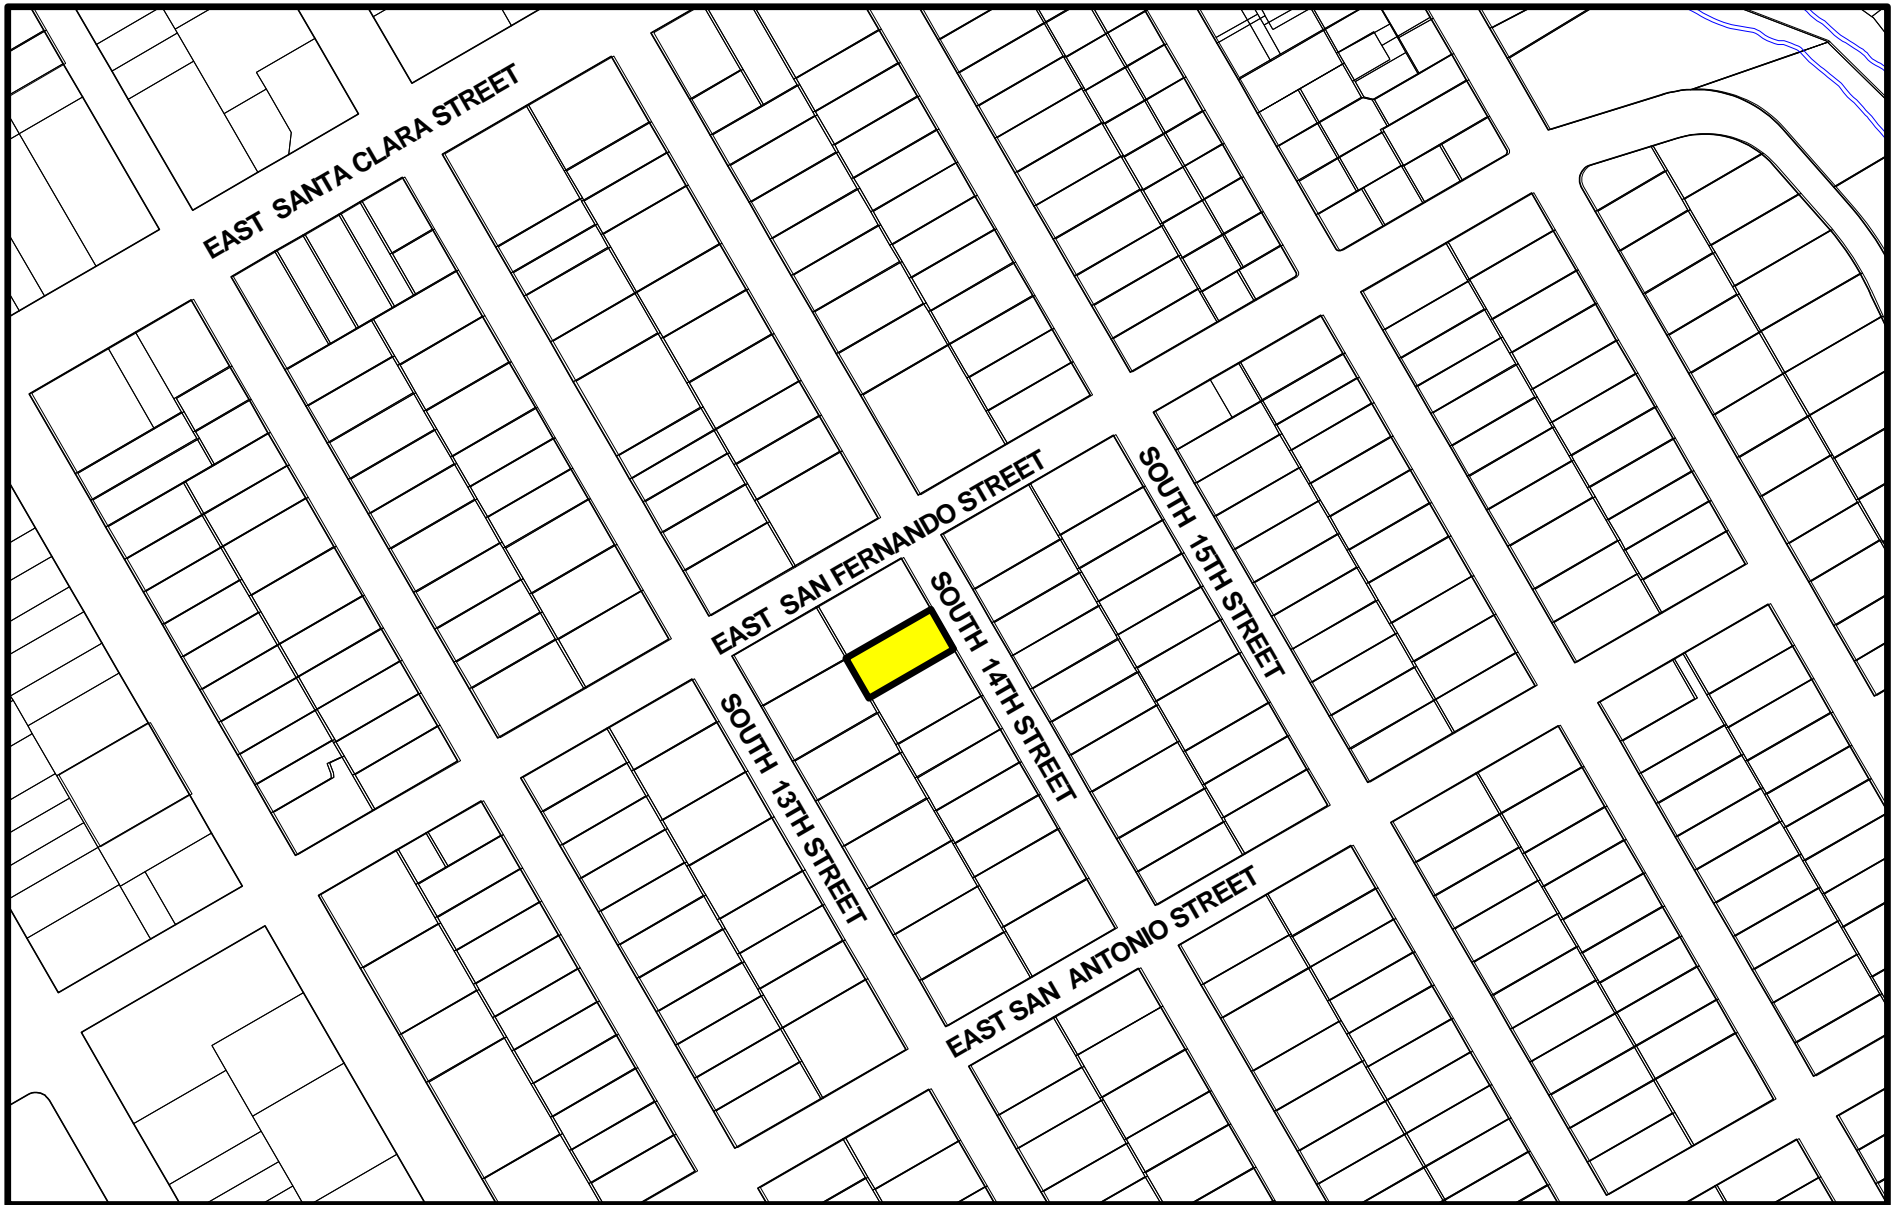 EAST SANTA CLARA STREET
EAST SAN FERNANDO STREET
SOUTH 15TH STREET
SOUTH 14TH STREET
SOUTH 13TH STREET
EAST SAN ANTONIO STREET